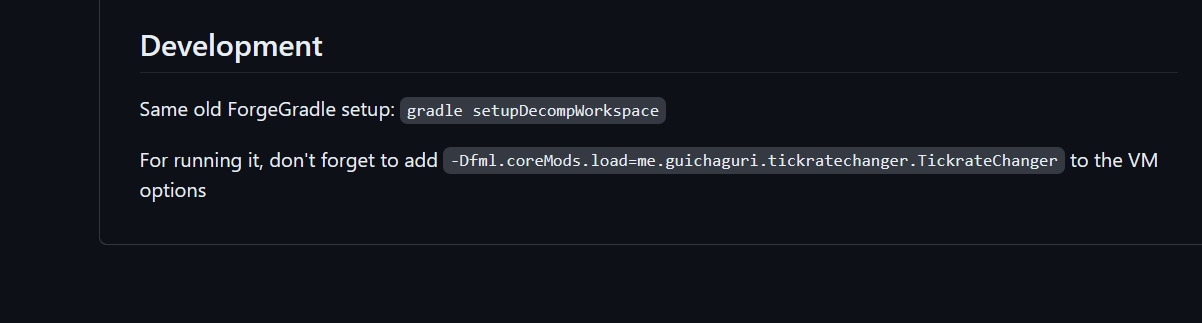 Development
Same old ForgeGradle setup: gradle setupDecompWorkspace
For running it, don't forget to add -Dfml.coreMods.load=me.guichaguri.tickratechanger.TickrateChanger to the VM
options